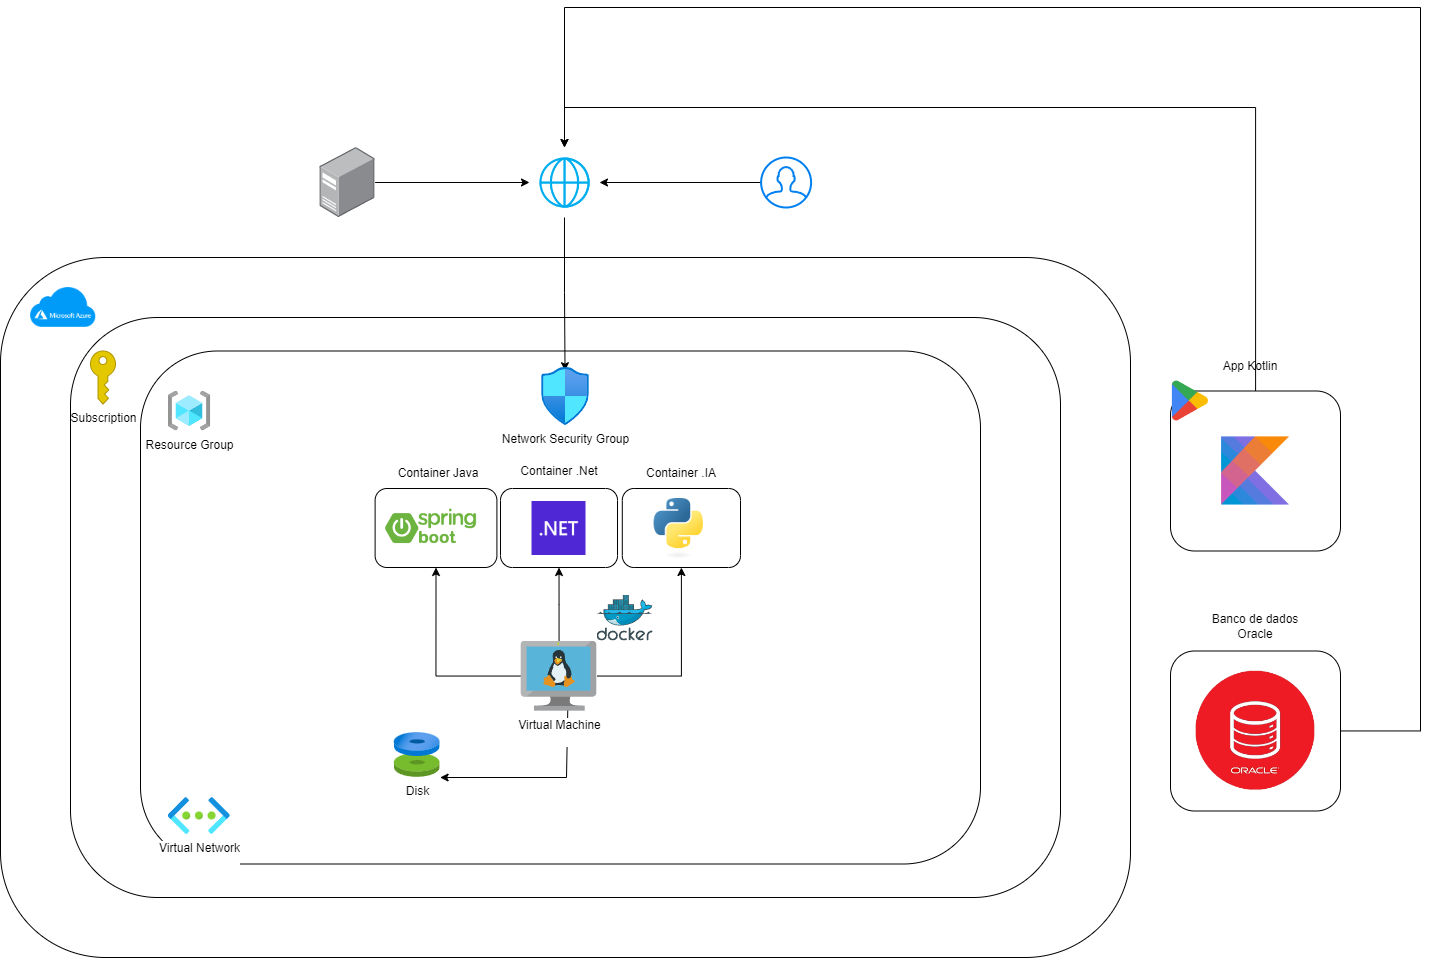 Microsoft Azure
Subscription
Resource Group
App Kotlin
Network Security Group
Container Java
Container .Net
Container .IA
spring
boot
.NET
docker
Banco de dados
Oracle
Virtual Machine
ORACLE
Disk
Virtual Network